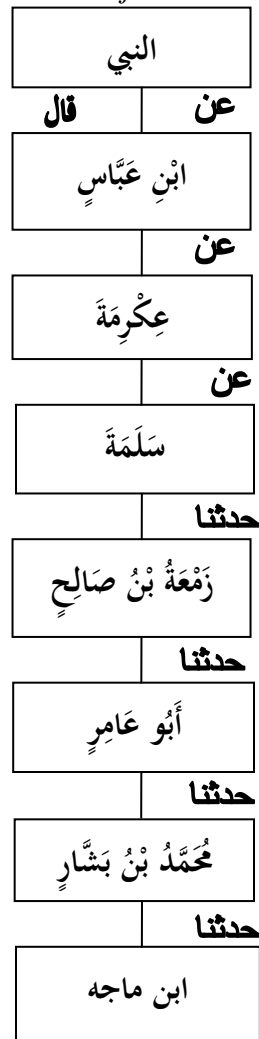 النبي
عن قال
ابْنِ عَبَّاسٍ
عن
عِكْرِمَةَ
عن
سَلَمَةَ
حدثنا
زَمْعَةُ بْنُ صَالِحٍ
حدثنا
أَبُو عَامِرٍ
حدثنا
مُحَمَّدُ بْنُ بَشَّارٍ
حدثنا
ابن ماجه